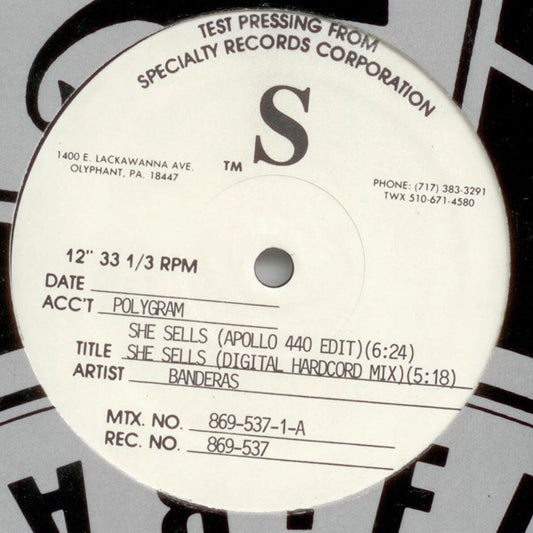 TEST PRESSING FROM
SPECIALTY RECORDS CORPORATION
S
TM
1400 E. LACKAWANNA AVE.
OLYPHANT, PA. 18447
PHONE: (717) 383-3291
TWX 510-671-4580
12" 33 1/3 RPM
DATE
ACC'T POLYGRAM
SHE SELLS (APOLLO 440 EDIT)(6:24)
TITLE SHE SELLS (DIGITAL HARDCORD MIX)(5:18)
ARTIST BANDERAS
MTX. NO. 869-537-1-A
REC. NO. 869-537